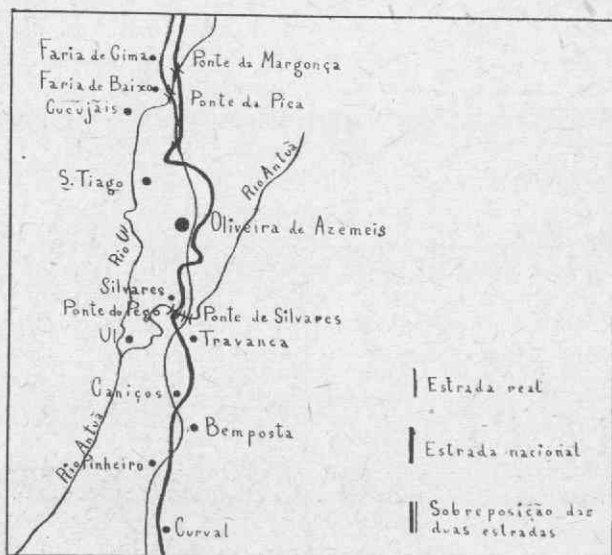 Faria de Cima
Ponte da Margonça
Faria de Baixo
Ponte da Pica
Cucujáis
Rio Antuã
S. Tiago
Oliveira de Azemeis
Rio Ul
Silvares
Ponte do Pego
Ponte de Silvares
Ul
Travanca
Caniços
Estrada real
Bemposta
Rio Antuã
Estrada nacional
Pinheiro
Sobreposição das
duas estradas
Curval